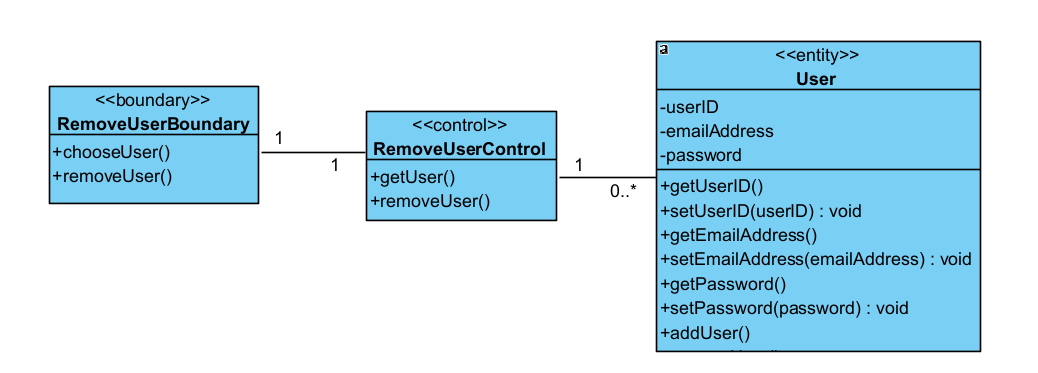 <<boundary>>
RemoveUserBoundary
+chooseUser()
+removeUser()
1
1
<<control>>
RemoveUserControl
+getUser()
+removeUser()
1
0..*
a
<<entity>>
User
-userID
-emailAddress
-password
+getUserID()
+setUserID(userID) : void
+getEmailAddress()
+setEmailAddress(emailAddress) : void
+getPassword()
+setPassword(password) : void
+addUser()